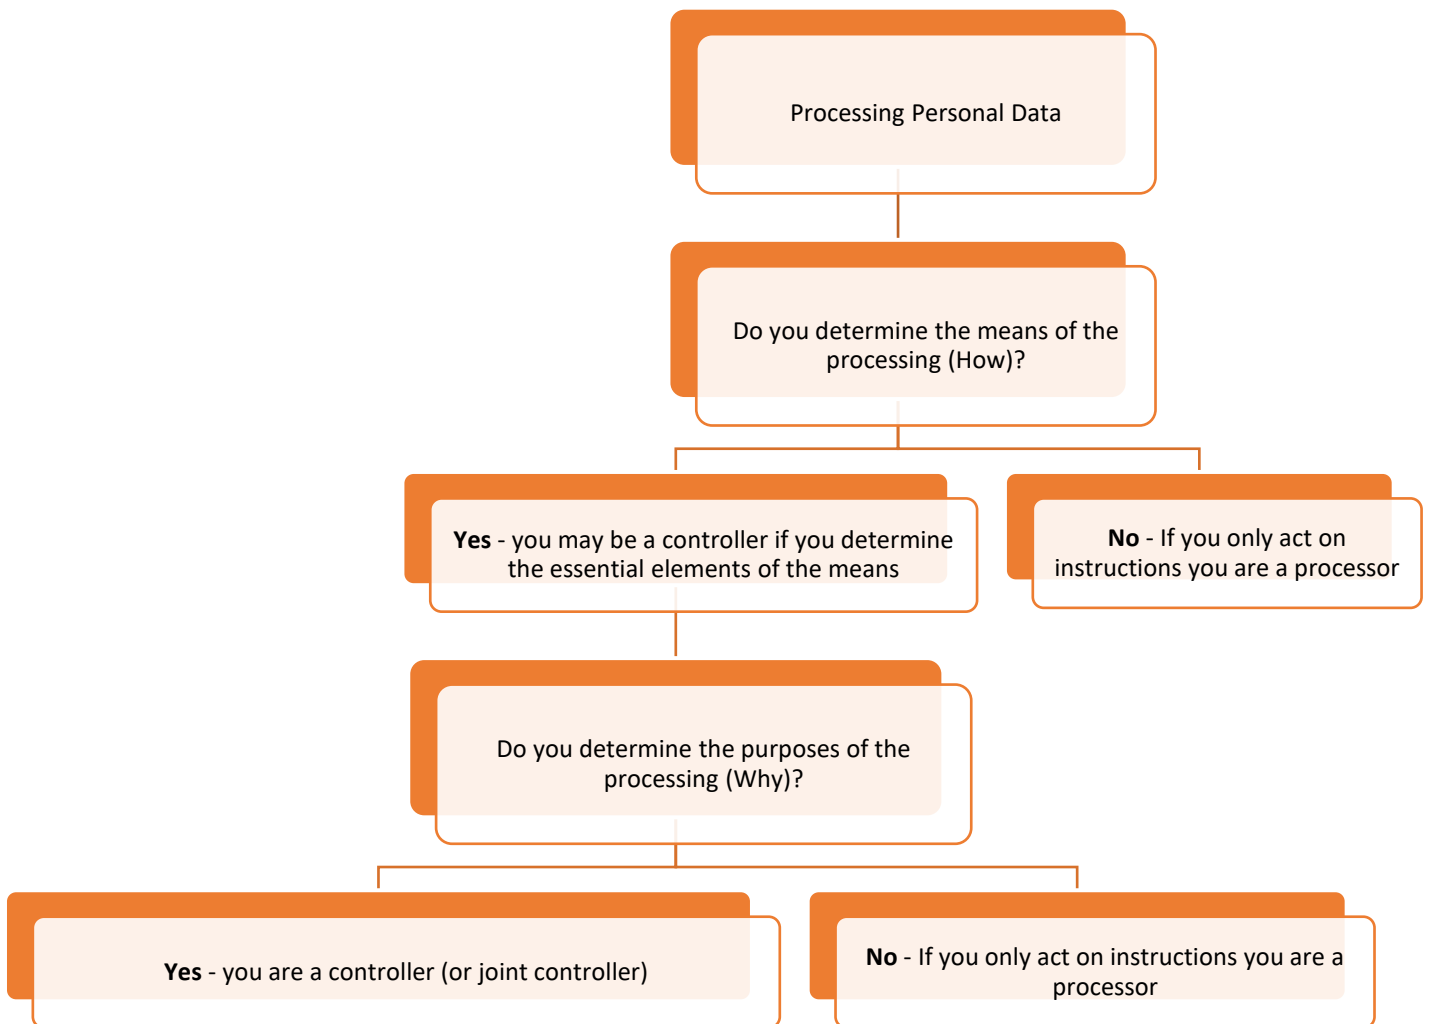 Processing Personal Data
Do you determine the means of the
processing (How)?
Yes - you may be a controller if you determine
the essential elements of the means
No - If you only act on
instructions you are a processor
Do you determine the purposes of the
processing (Why)?
Yes - you are a controller (or joint controller)
No - If you only act on instructions you are a
processor